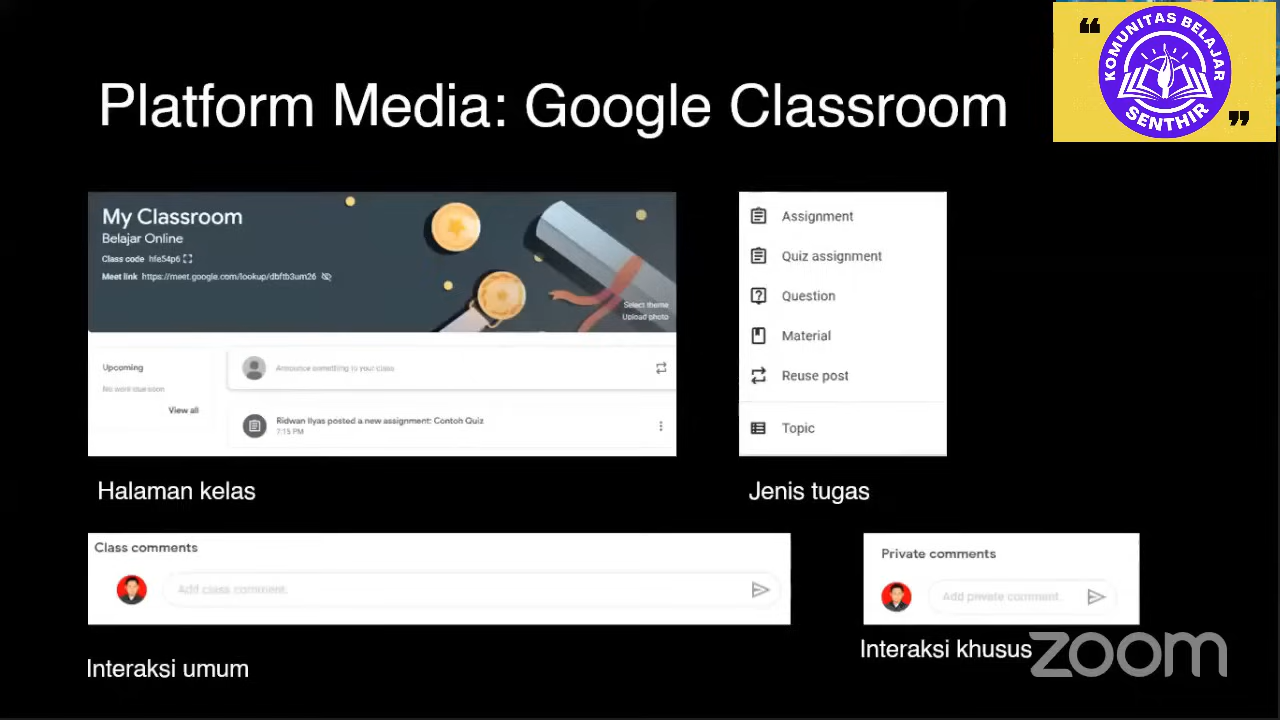 KOMUNITAS BELAJAR
SENTHIR
Platform Media: Google Classroom
My Classroom
Belajar Online
Class code hfe54p6
Meet link https://meet.google.com/lookup/dbftb3um26
Select theme
Upload photo
Upcoming
No work due soon
View all
Announce something to your class
Ridwan Ilyas posted a new assignment: Contoh Quiz
7:15 PM
Assignment
Quiz assignment
Question
Material
Reuse post
Topic
Halaman kelas
Jenis tugas
Class comments
Add class comment.
Private comments
Add private comment
Interaksi umum
Interaksi khusus
zoom